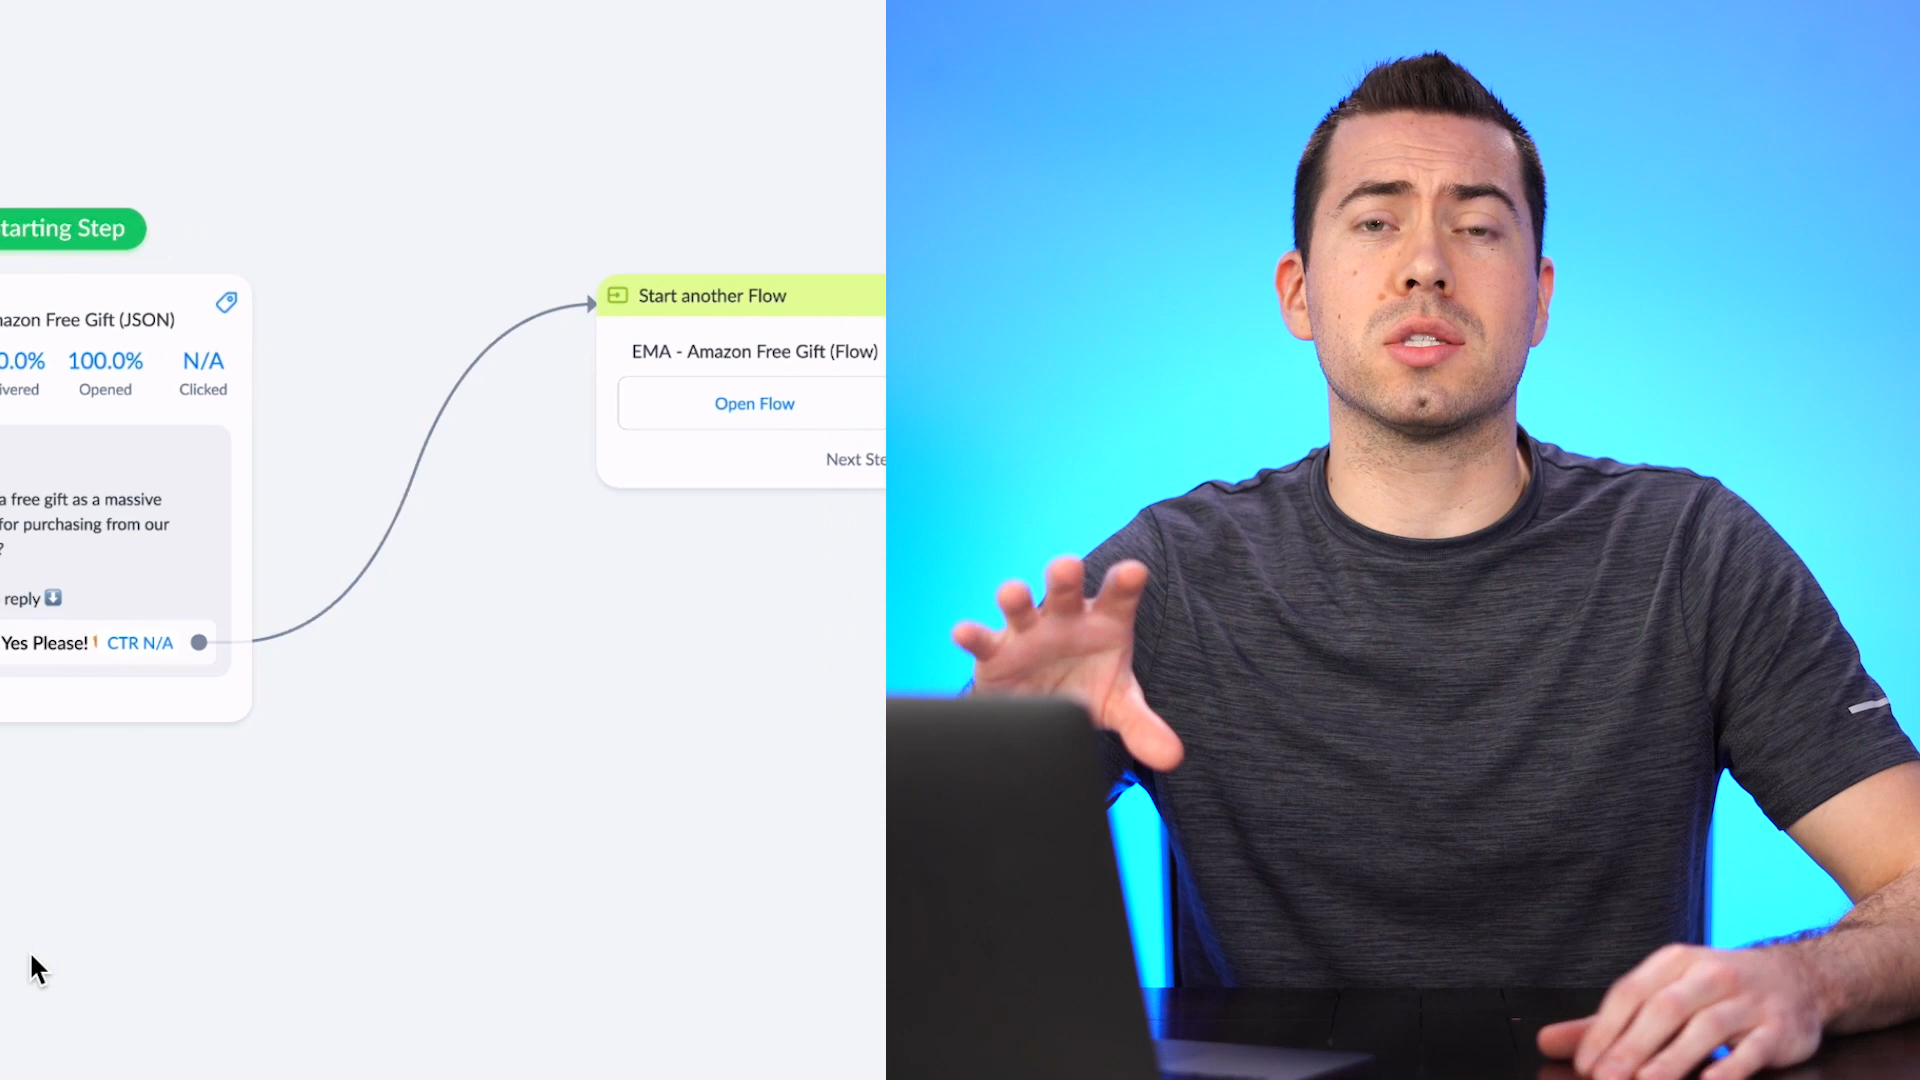 tarting Step
mazon Free Gift (JSON)
0.0%
100.0%
N/A
ivered
Opened
Clicked
a free gift as a massive
for purchasing from our
?
reply
Yes Please!
CTR N/A
Start another Flow
EMA - Amazon Free Gift (Flow)
Open Flow
Next Ste